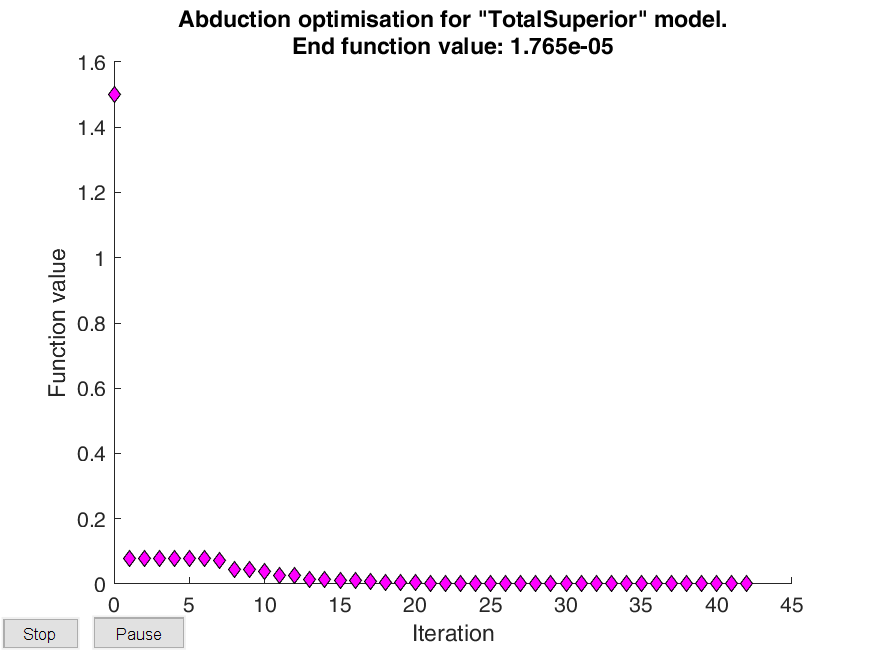 Abduction optimisation for "TotalSuperior" model.
End function value: 1.765e-05
1.6
1.4
1.2
1
0.8
0.6
0.4
0.2
0
Function value
0 5 10 15 20 25 30 35 40 45
Iteration
Stop Pause